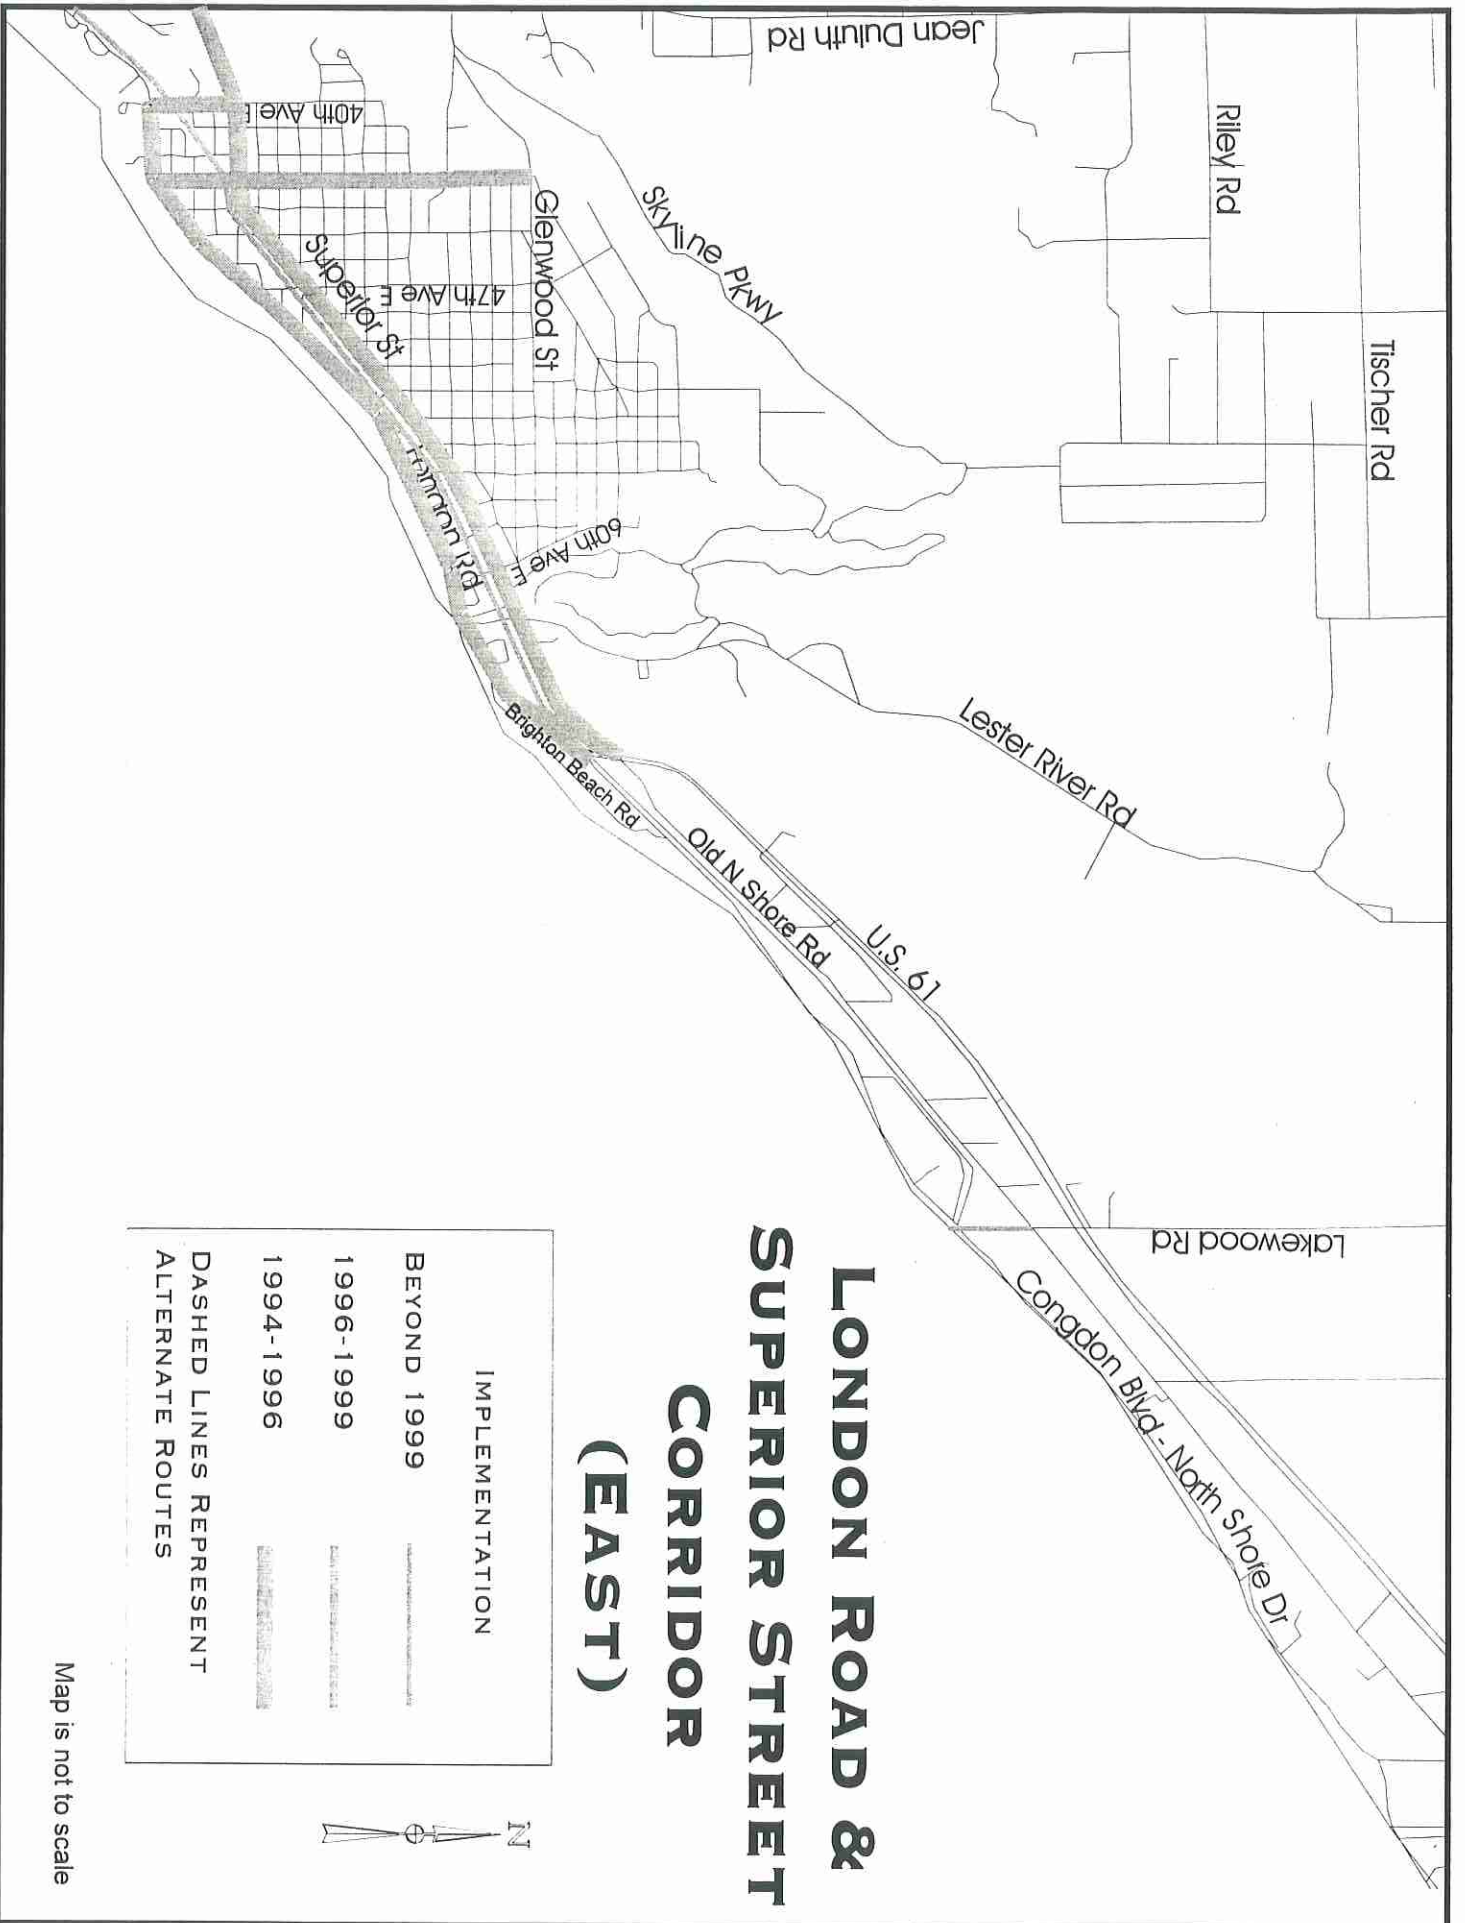 Jean Duluth Rd
Riley Rd
Tischer Rd
40th Ave E
Skyline Pkwy
Glenwood St
Superior St
47th Ave E
London Rd
60th Ave E
Lester River Rd
Brighton Beach Rd
Old N Shore Rd
U.S. 61
Lakewood Rd
Congdon Blvd - North Shore Dr
LONDON ROAD &
SUPERIOR STREET
CORRIDOR
(EAST)
IMPLEMENTATION
BEYOND 1999
1996-1999
1994-1996
DASHED LINES REPRESENT
ALTERNATE ROUTES
N
Map is not to scale